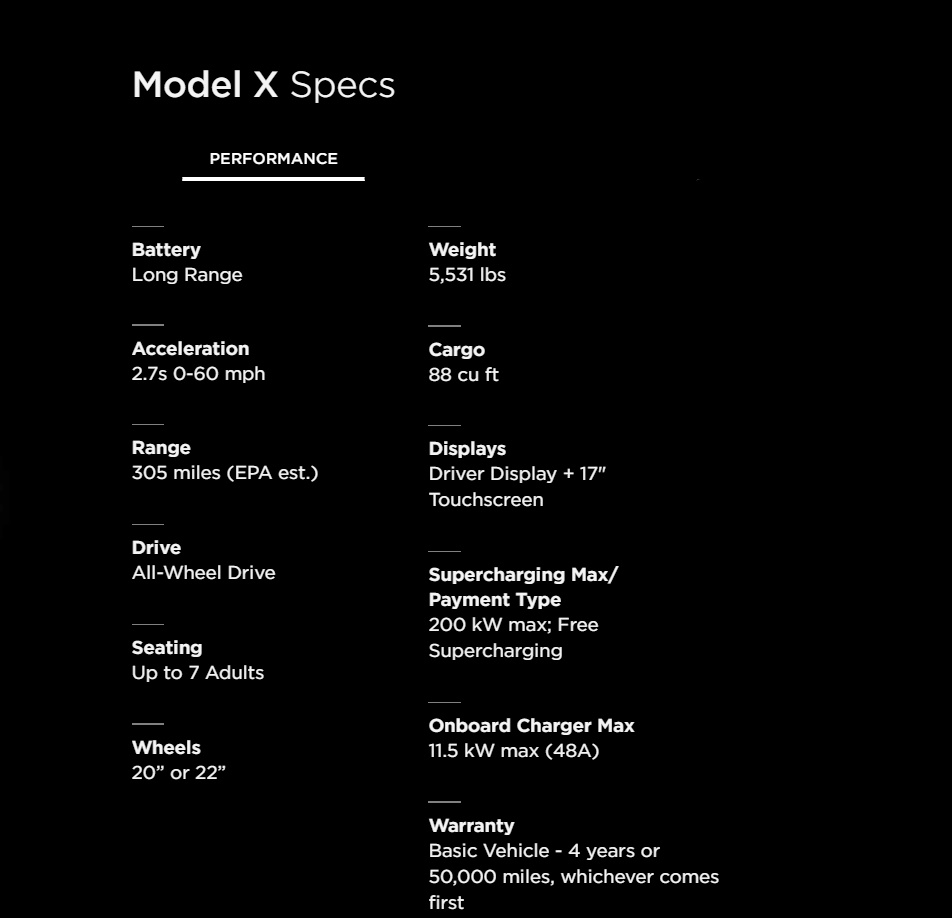 Model X Specs
PERFORMANCE
Battery
Long Range
Acceleration
2.7s 0-60 mph
Range
305 miles (EPA est.)
Drive
All-Wheel Drive
Seating
Up to 7 Adults
Wheels
20” or 22”
Weight
5,531 lbs
Cargo
88 cu ft
Displays
Driver Display + 17"
Touchscreen
Supercharging Max/
Payment Type
200 kW max; Free
Supercharging
Onboard Charger Max
11.5 kW max (48A)
Warranty
Basic Vehicle - 4 years or
50,000 miles, whichever comes
first